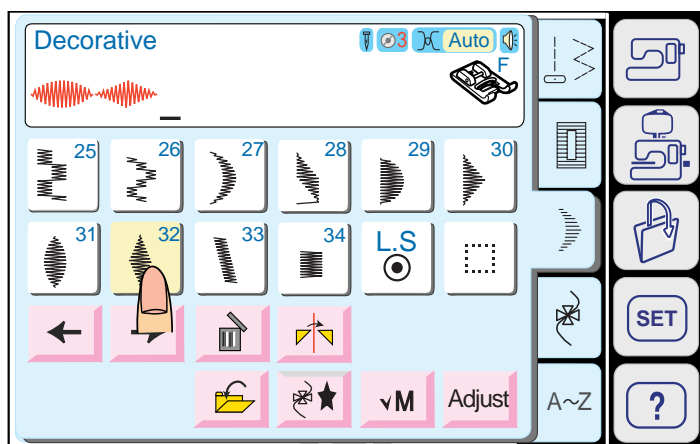 Decorative 3 Auto
F
25 26 27 28 29 30
31 32 33 34 L.S
SET
√M Adjust A~Z ?